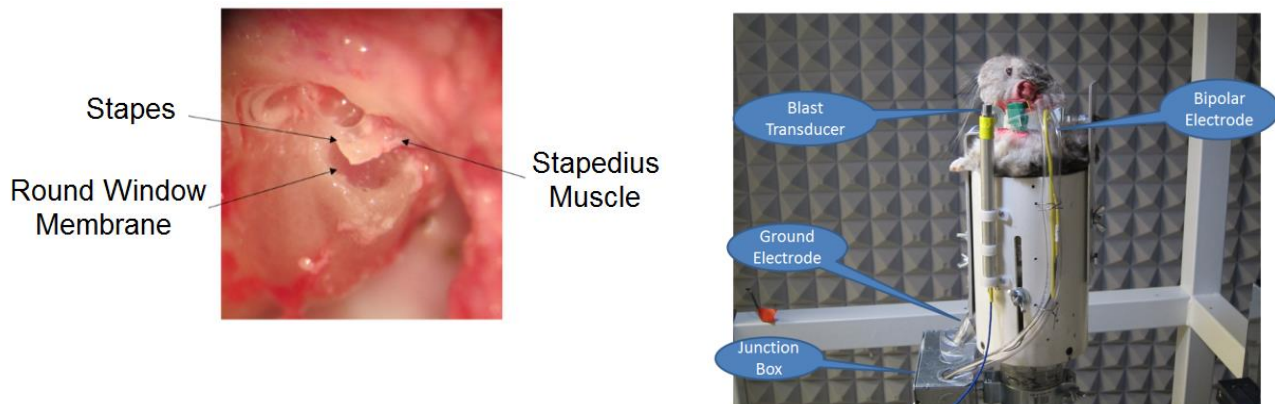 Stapes
Round Window
Membrane
Stapedius
Muscle
Blast
Transducer
Bipolar
Electrode
Ground
Electrode
Junction
Box